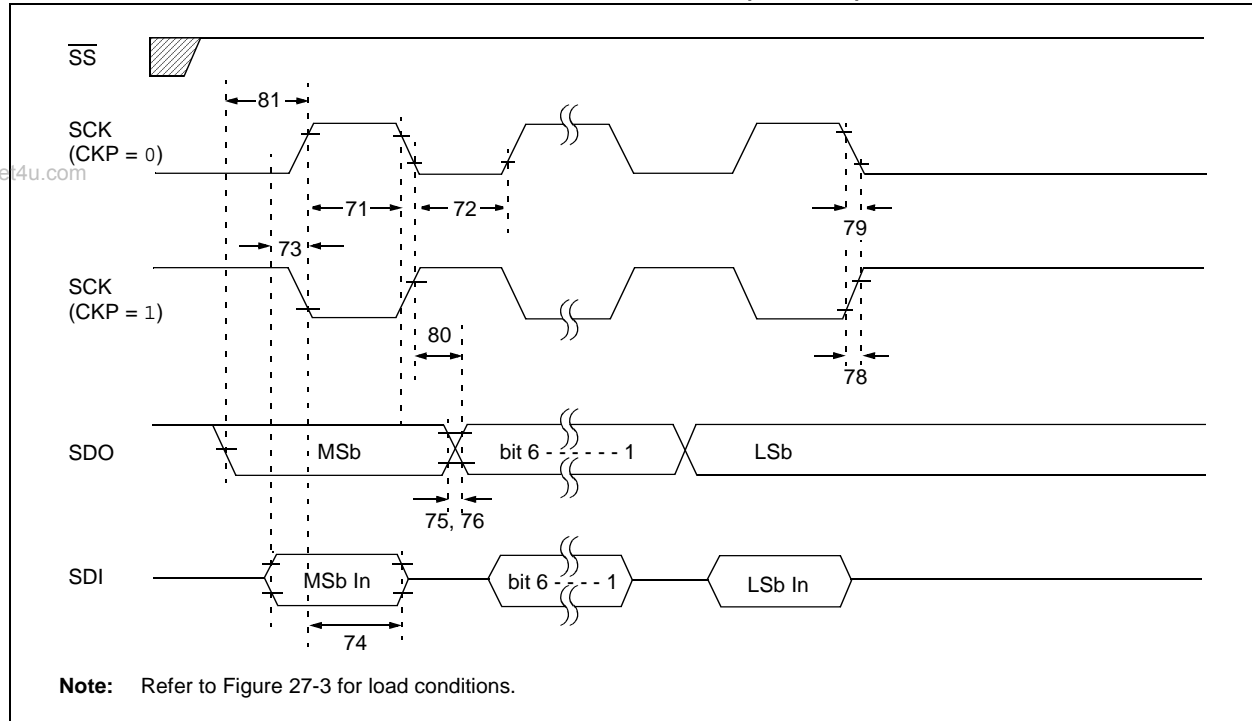 SS
81
SCK
(CKP = 0)
et4u.com
71
72
79
73
SCK
(CKP = 1)
80
78
SDO
MSb
bit 6 - - - - - - 1
LSb
75, 76
SDI
MSb In
bit 6 - - - - 1
LSb In
74
Note: Refer to Figure 27-3 for load conditions.